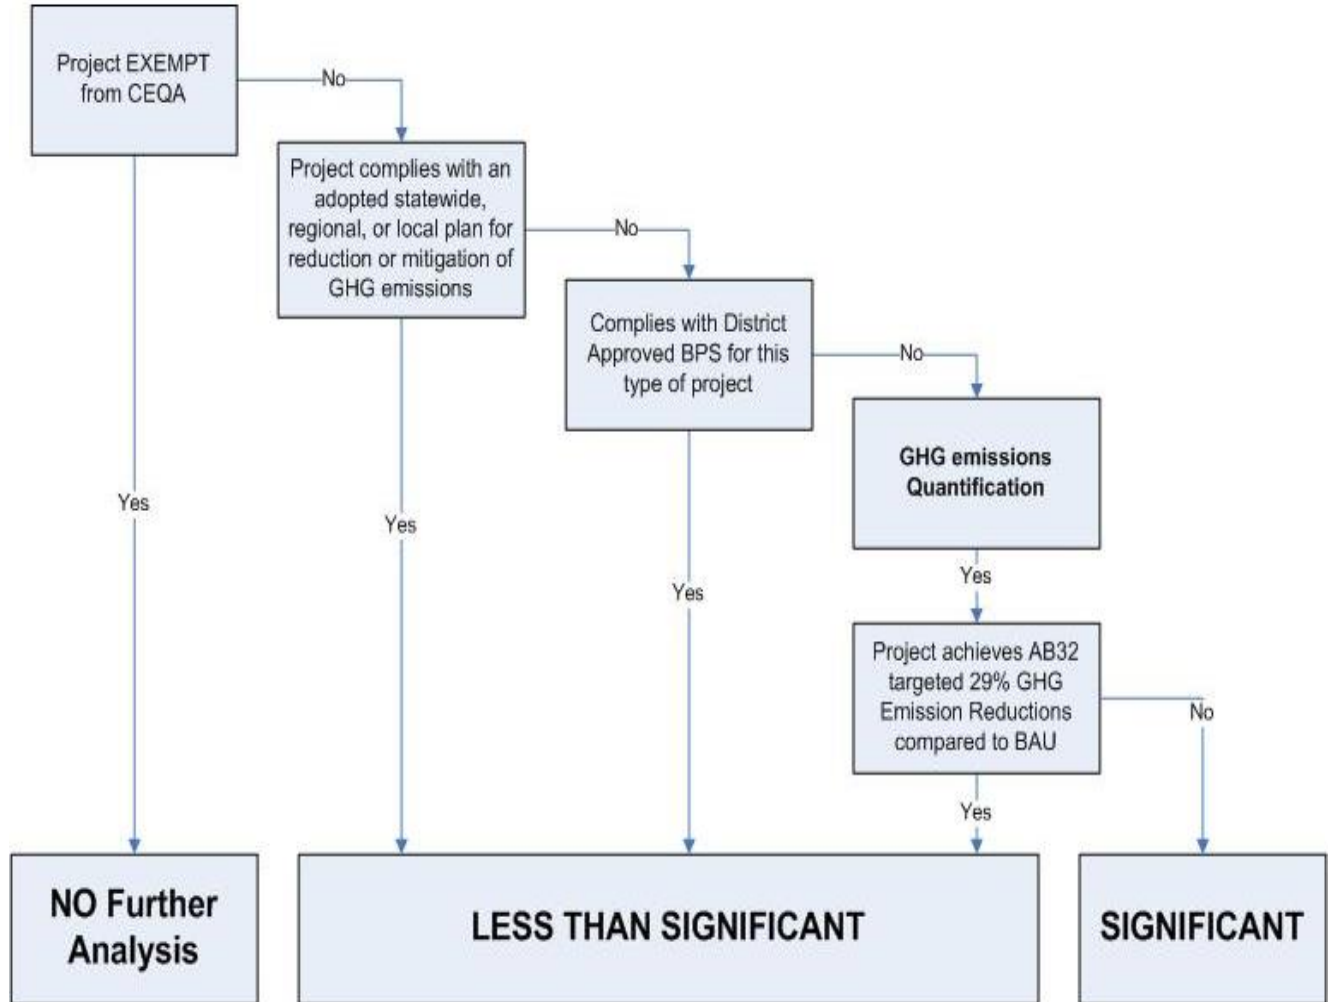 Project EXEMPT
from CEQA
No
Project complies with an
adopted statewide,
regional, or local plan for
reduction or mitigation of
GHG emissions
No
Complies with District
Approved BPS for this
type of project
No
GHG emissions
Quantification
Yes
Yes
Yes
Yes
Project achieves AB32
targeted 29% GHG
Emission Reductions
compared to BAU
No
Yes
NO Further
Analysis
LESS THAN SIGNIFICANT
SIGNIFICANT